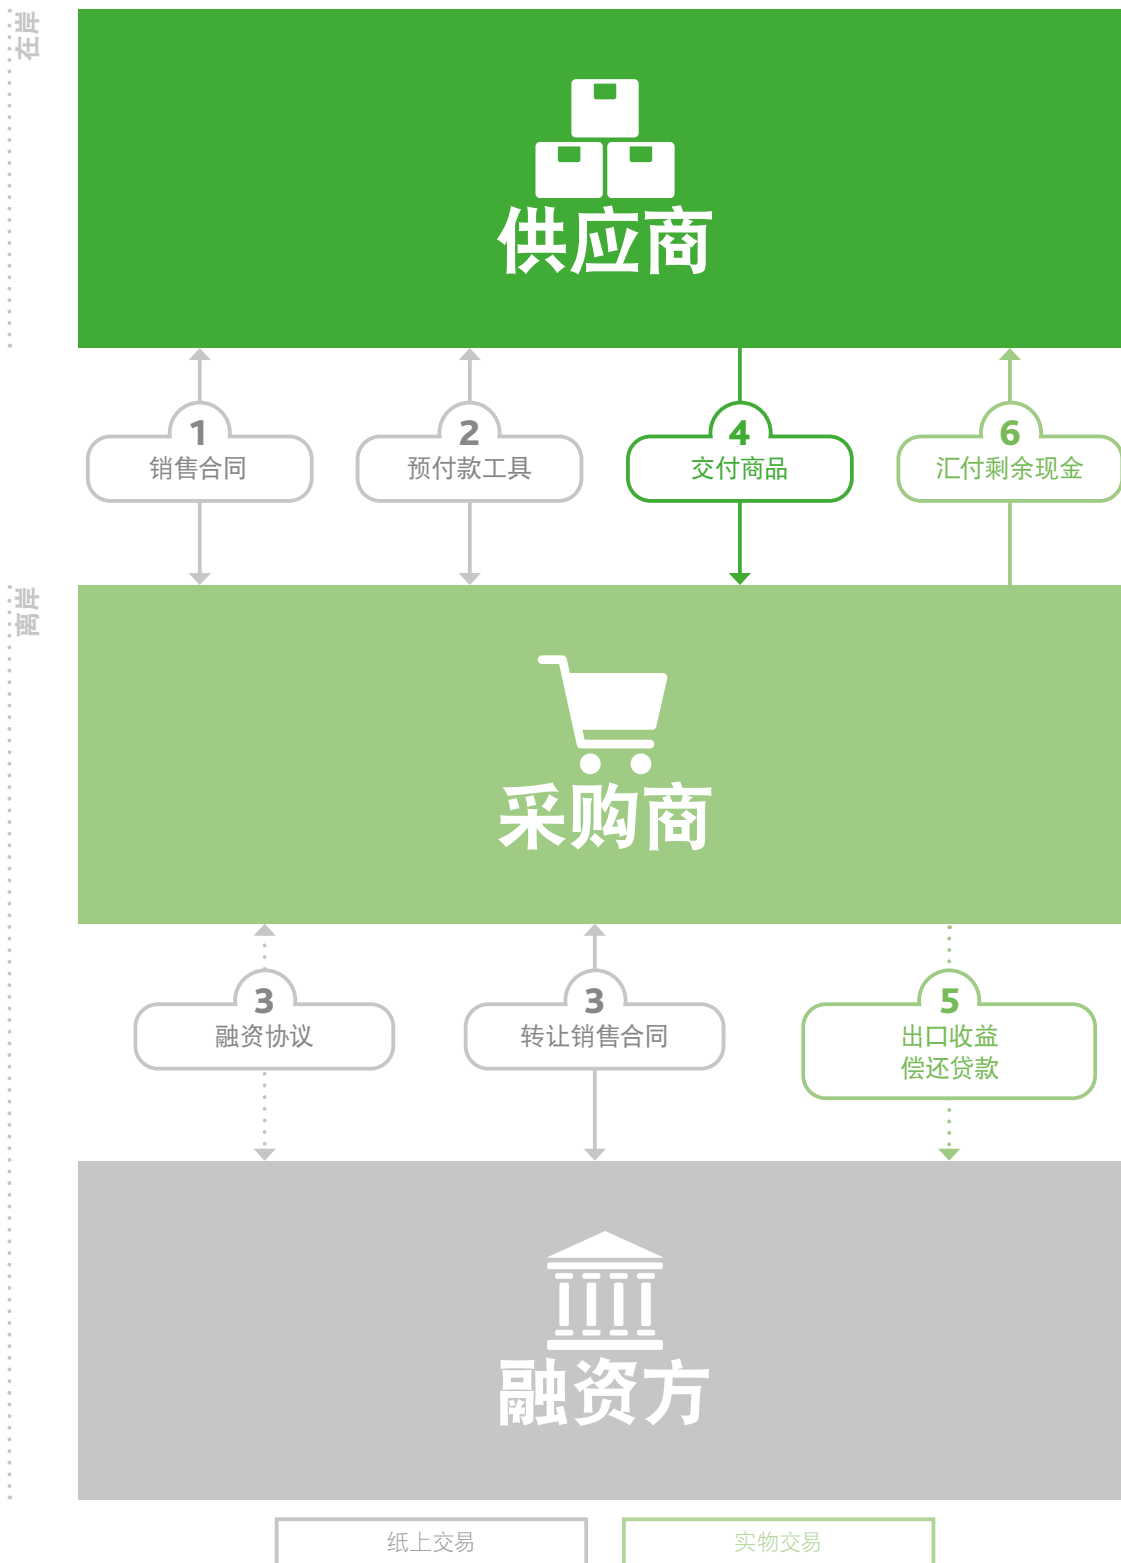 在岸
供应商
1
销售合同
2
预付款工具
4
交付商品
6
汇付剩余现金
离岸
采购商
3
融资协议
3
转让销售合同
5
出口收益
偿还贷款
融资方
纸上交易
实物交易